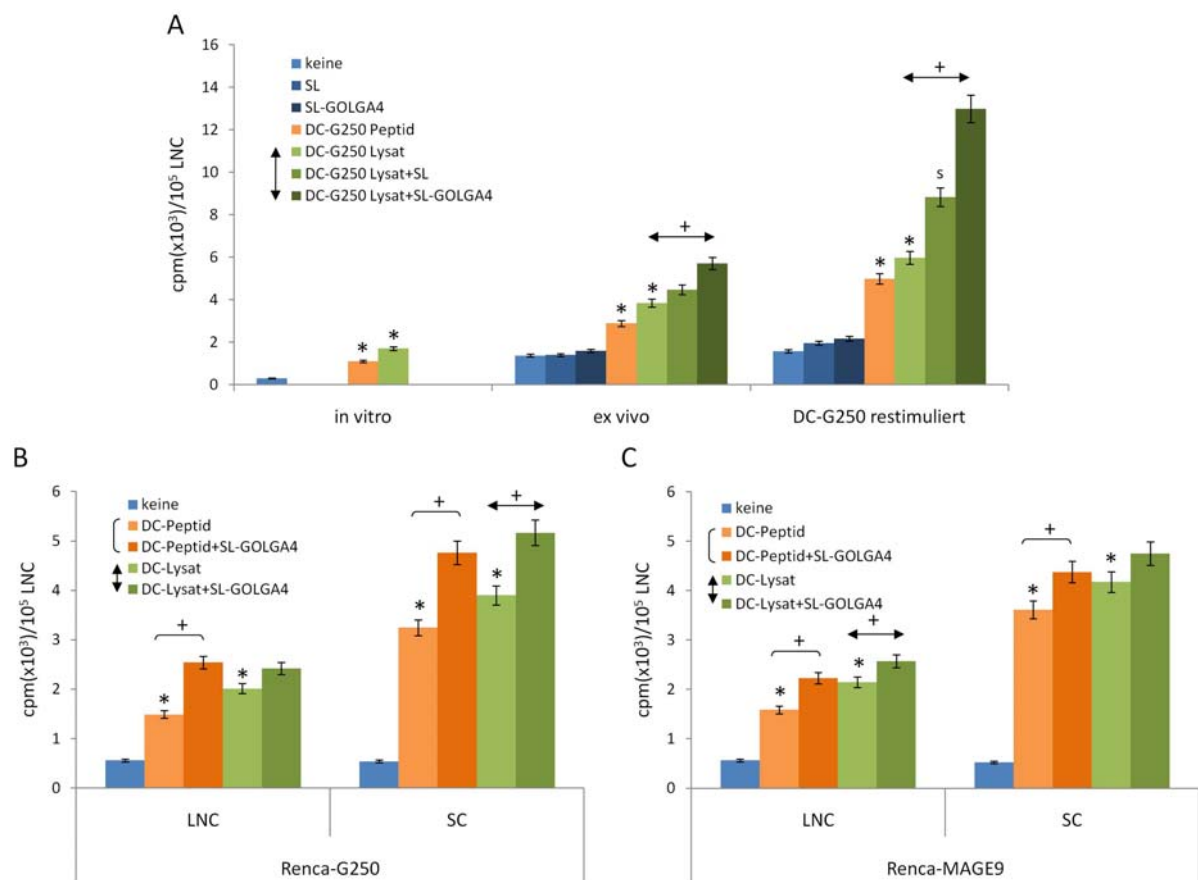 A
16
14
12
10
8
6
4
2
0
cpm(x10³)/10⁵ LNC
keine
SL
SL-GOLGA4
DC-G250 Peptid
DC-G250 Lysat
DC-G250 Lysat+SL
DC-G250 Lysat+SL-GOLGA4
* *
* * +
* * s +
in vitro ex vivo DC-G250 restimuliert
B
6
5
4
3
2
1
0
cpm(x10³)/10⁵ LNC
keine
DC-Peptid
DC-Peptid+SL-GOLGA4
DC-Lysat
DC-Lysat+SL-GOLGA4
* + *
* + * +
LNC SC
Renca-G250
C
6
5
4
3
2
1
0
cpm(x10³)/10⁵ LNC
keine
DC-Peptid
DC-Peptid+SL-GOLGA4
DC-Lysat
DC-Lysat+SL-GOLGA4
* + * +
* + *
LNC SC
Renca-MAGE9